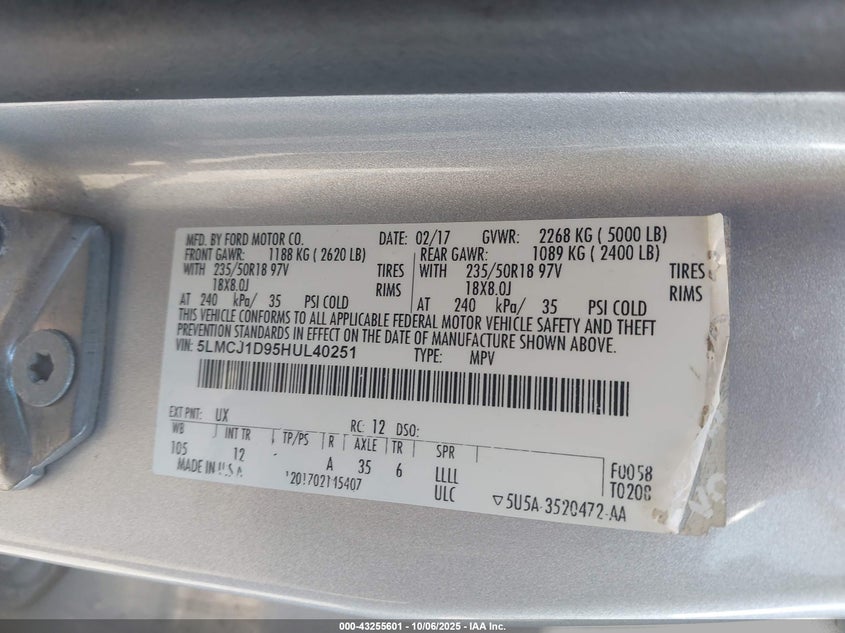 MFD. BY FORD MOTOR CO. DATE: 02/17 GVWR: 2268 KG ( 5000 LB)
FRONT GAWR: 1188 KG ( 2620 LB) REAR GAWR: 1089 KG ( 2400 LB)
WITH 235/50R18 97V TIRES WITH 235/50R18 97V TIRES
18X8.0J RIMS 18X8.0J RIMS
AT 240 kPa/ 35 PSI COLD AT 240 kPa/ 35 PSI COLD
THIS VEHICLE CONFORMS TO ALL APPLICABLE FEDERAL MOTOR VEHICLE SAFETY AND THEFT
PREVENTION STANDARDS IN EFFECT ON THE DATE OF MANUFACTURE SHOWN ABOVE.
VIN: 5LMCJ1D95HUL40251 TYPE: MPV
EXT PNT: UX RC: 12 DSO:
WB INT TR TP/PS R AXLE TR SPR
105 12 A 35 6 LLLL F0058
MADE IN U.S.A. ULC T0208
▽5U5A-3520472-AA
000-43255601 - 10/06/2025 - IAA Inc.